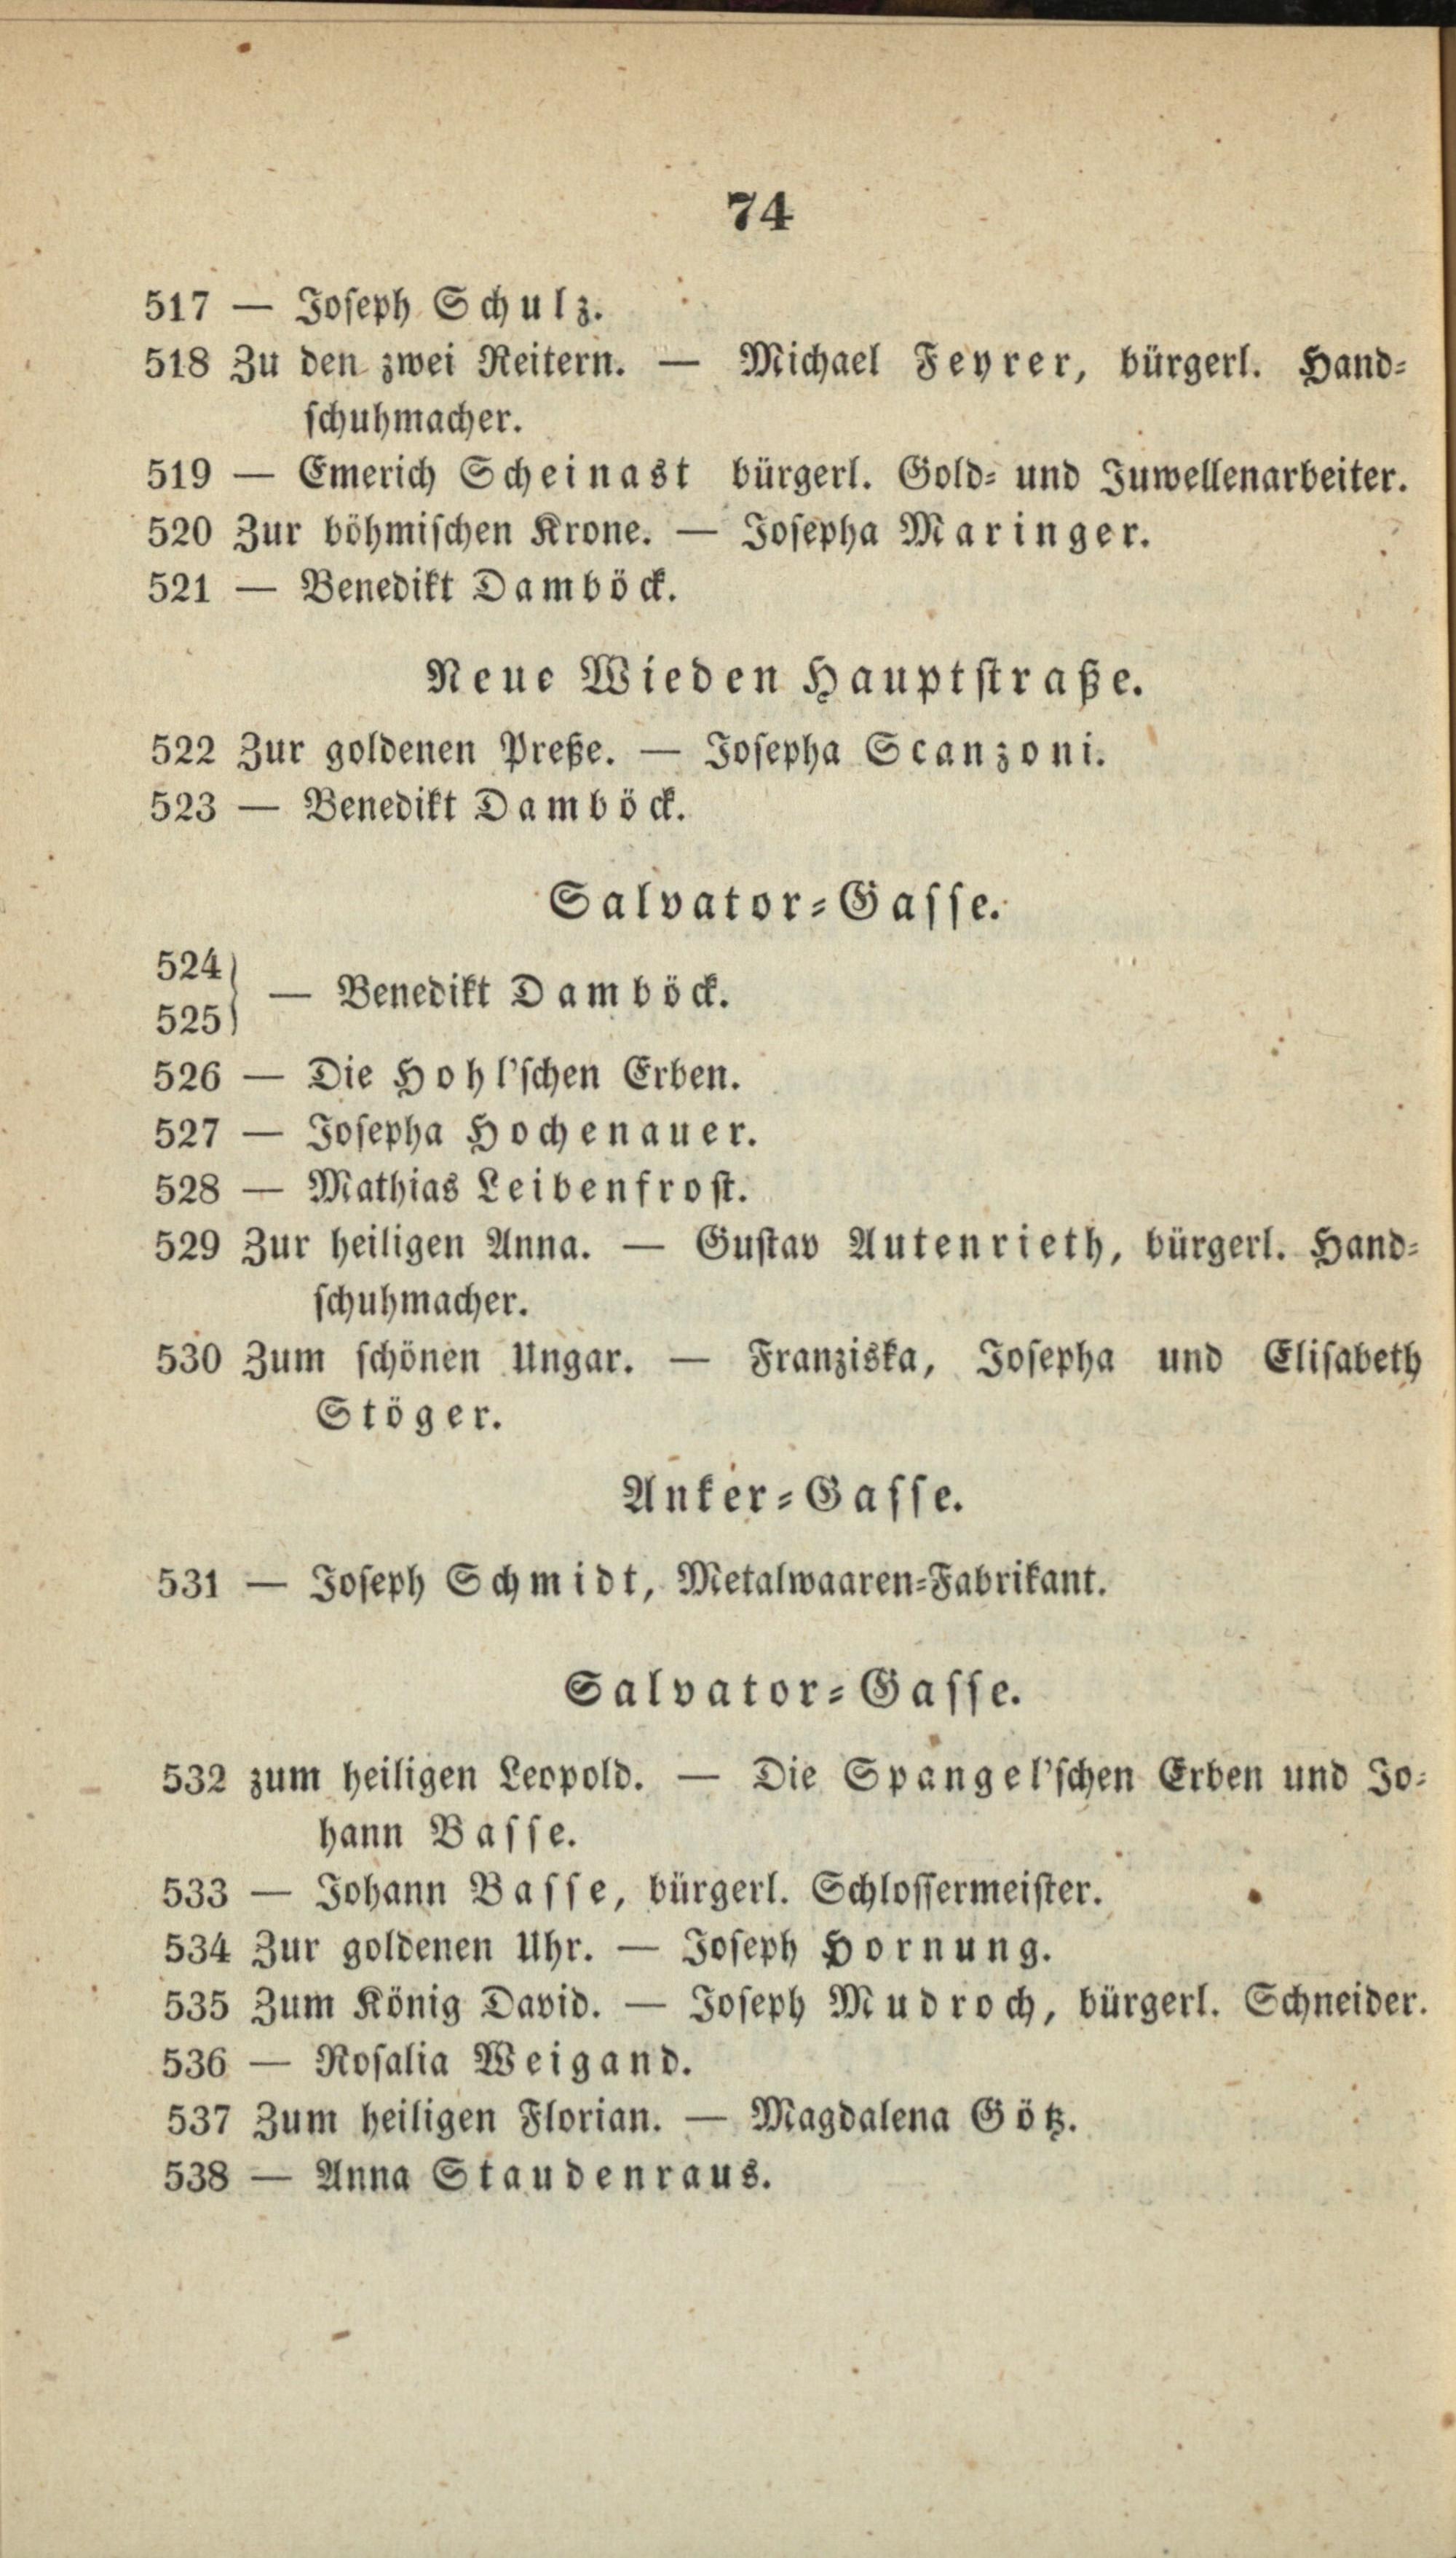 74
517 — Joseph Schulz.
518 Zu den zwei Reitern. — Michael Feyrer, bürgerl. Hand-
schuhmacher.
519 — Emerich Scheinast bürgerl. Gold- und Juwellenarbeiter.
520 Zur böhmischen Krone. — Josepha Maringer.
521 — Benedikt Damböck.
Neue Wieden Hauptstraße.
522 Zur goldenen Preße. — Josepha Scanzoni.
523 — Benedikt Damböck.
Salvator-Gasse.
524
525} — Benedikt Damböck.
526 — Die Hohl'schen Erben.
527 — Josepha Hochenauer.
528 — Mathias Leibenfrost.
529 Zur heiligen Anna. — Gustav Autenrieth, bürgerl. Hand-
schuhmacher.
530 Zum schönen Ungar. — Franziska, Josepha und Elisabeth
Stöger.
Anker-Gasse.
531 — Joseph Schmidt, Metalwaaren-Fabrikant.
Salvator-Gasse.
532 zum heiligen Leopold. — Die Spangel'schen Erben und Jo-
hann Basse.
533 — Johann Basse, bürgerl. Schlossermeister.
534 Zur goldenen Uhr. — Joseph Hornung.
535 Zum König David. — Joseph Mudroch, bürgerl. Schneider.
536 — Rosalia Weigand.
537 Zum heiligen Florian. — Magdalena Götz.
538 — Anna Staudenraus.